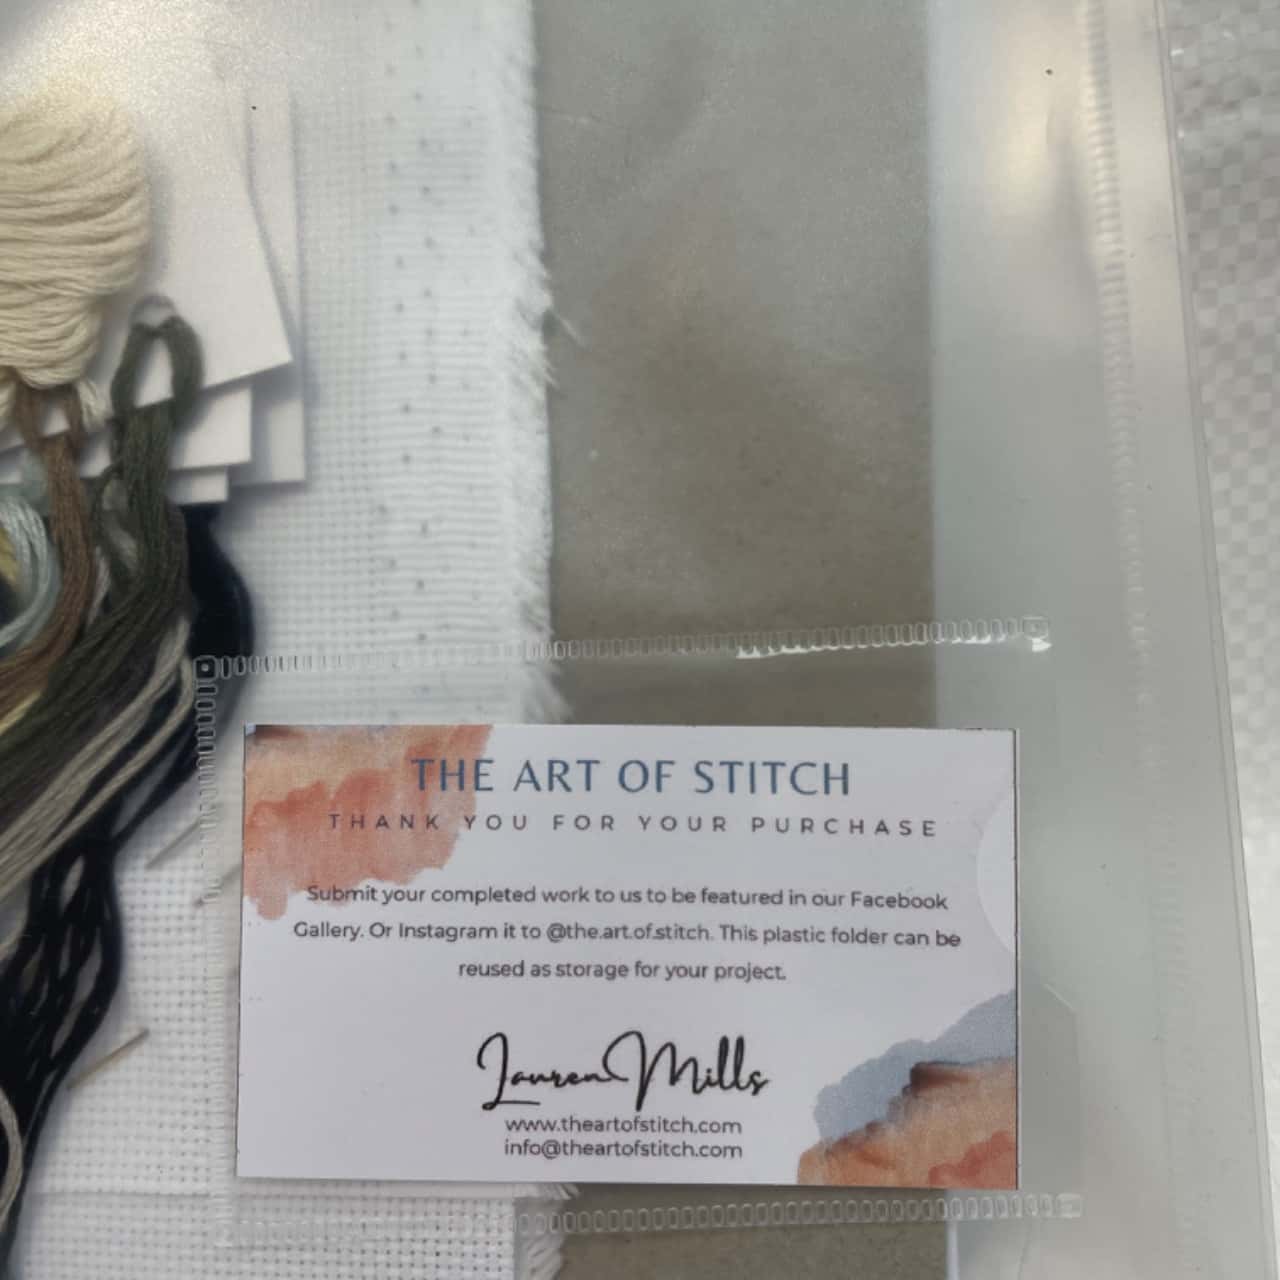 THE ART OF STITCH
THANK YOU FOR YOUR PURCHASE
Submit your completed work to us to be featured in our Facebook
Gallery. Or Instagram it to @the.art.of.stitch. This plastic folder can be
reused as storage for your project.
Lauren Mills
www.theartofstitch.com
info@theartofstitch.com